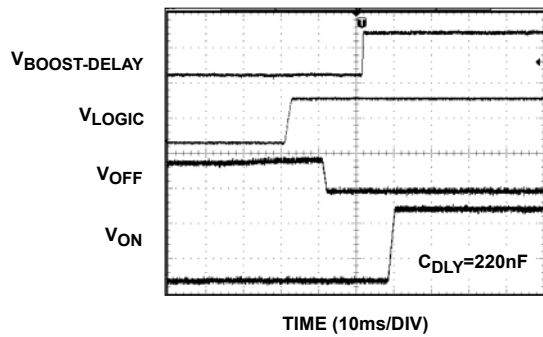 VBOOST-DELAY
VLOGIC
VOFF
VON
CDLY=220nF
TIME (10ms/DIV)